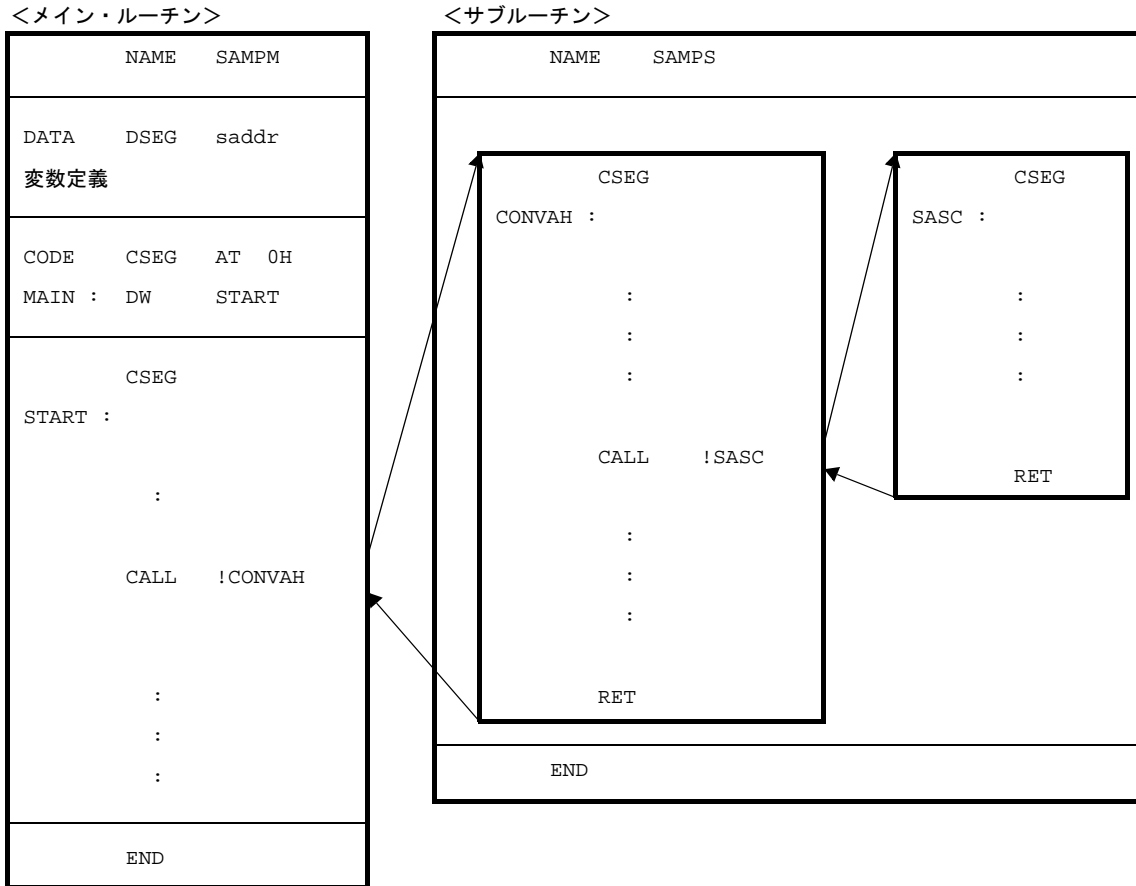 ＜メイン・ルーチン＞
NAME SAMPM
DATA DSEG saddr
変数定義
CODE CSEG AT 0H
MAIN : DW START
CSEG
START :
:
CALL !CONVAH
:
:
:
END
＜サブルーチン＞
NAME SAMPS
CSEG
CONVAH :
:
:
:
CALL !SASC
:
:
:
RET
CSEG
SASC :
:
:
:
RET
END